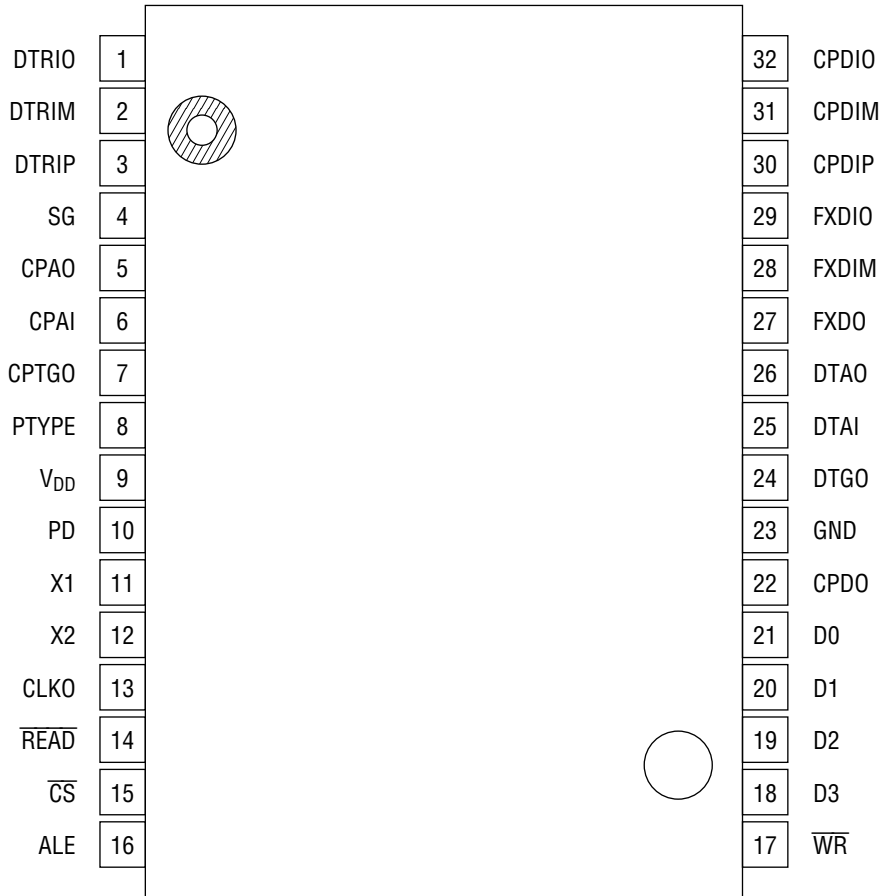 DTRIO 1 32 CPDIO
DTRIM 2 31 CPDIM
DTRIP 3 30 CPDIP
SG 4 29 FXDIO
CPAO 5 28 FXDIM
CPAI 6 27 FXDO
CPTGO 7 26 DTAO
PTYPE 8 25 DTAI
VDD 9 24 DTGO
PD 10 23 GND
X1 11 22 CPDO
X2 12 21 D0
CLKO 13 20 D1
R̅E̅A̅D̅ 14 19 D2
C̅S̅ 15 18 D3
ALE 16 17 W̅R̅